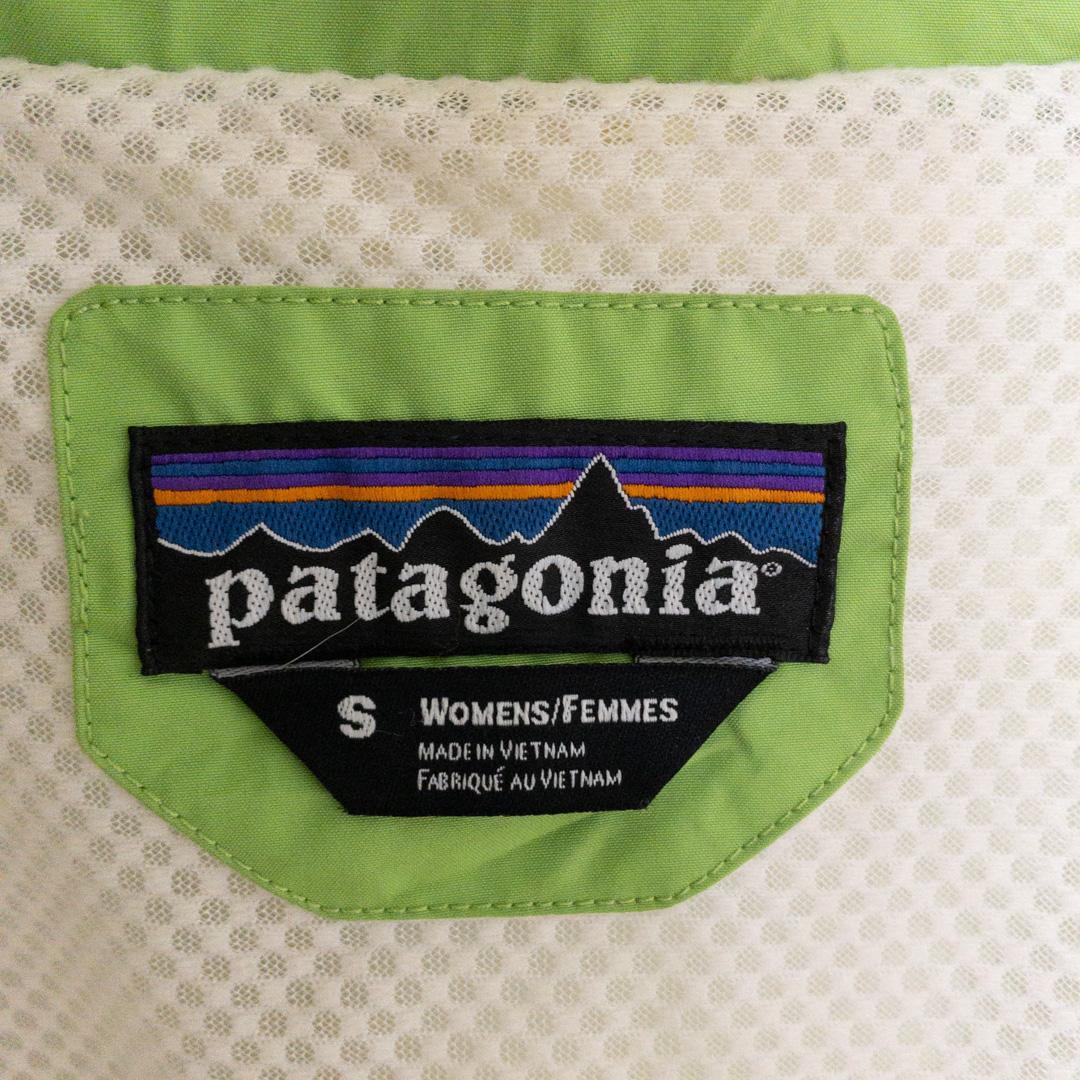 patagonia®
S WOMENS/FEMMES
MADE IN VIETNAM
FABRIQUÉ AU VIETNAM